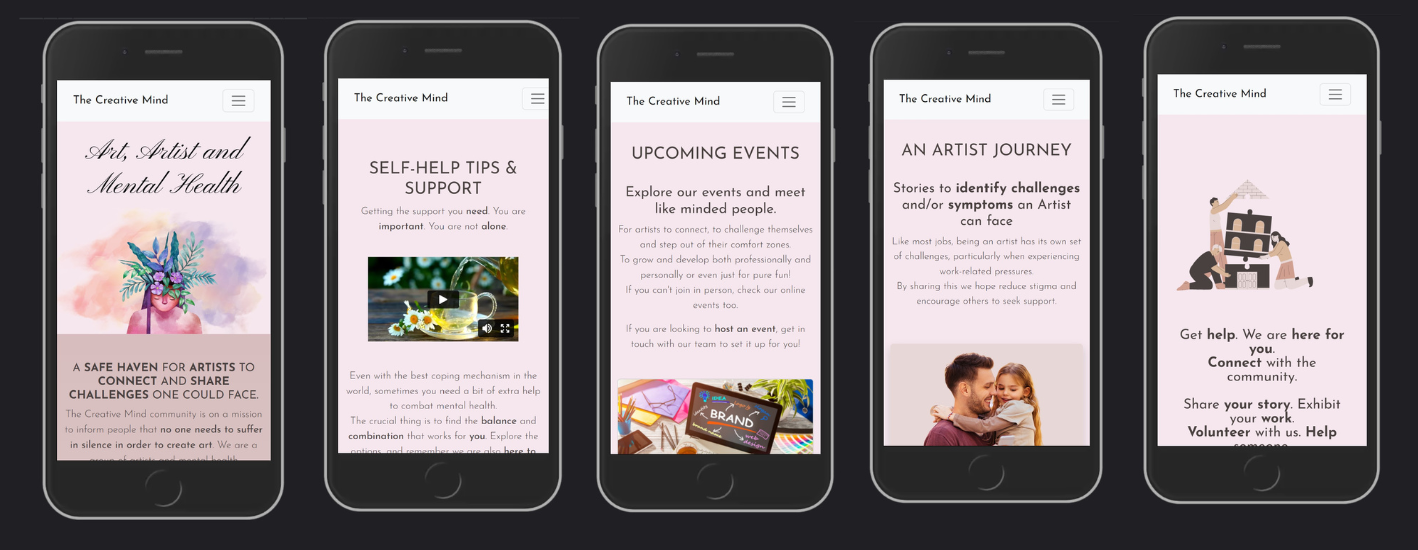 The Creative Mind
Art, Artist and
Mental Health
A SAFE HAVEN FOR ARTISTS TO
CONNECT AND SHARE
CHALLENGES ONE COULD FACE.
The Creative Mind community is on a mission
to inform people that no one needs to suffer
in silence in order to create art. We are a
group of artists and mental health
The Creative Mind
SELF-HELP TIPS &
SUPPORT
Getting the support you need. You are
important. You are not alone.
Even with the best coping mechanism in the
world, sometimes you need a bit of extra help
to combat mental health.
The crucial thing is to find the balance and
combination that works for you. Explore the
options, and remember we are also here to
The Creative Mind
UPCOMING EVENTS
Explore our events and meet
like minded people.
For artists to connect, to challenge themselves
and step out of their comfort zones.
To grow and develop both professionally and
personally or even just for pure fun!
If you can't join in person, check our online
events too.
If you are looking to host an event, get in
touch with our team to set it up for you!
IDEA
BRAND
The Creative Mind
AN ARTIST JOURNEY
Stories to identify challenges
and/or symptoms an Artist
can face
Like most jobs, being an artist has its own set
of challenges, particularly when experiencing
work-related pressures.
By sharing this we hope reduce stigma and
encourage others to seek support.
The Creative Mind
Get help. We are here for
you.
Connect with the
community.
Share your story. Exhibit
your work.
Volunteer with us. Help
someone.